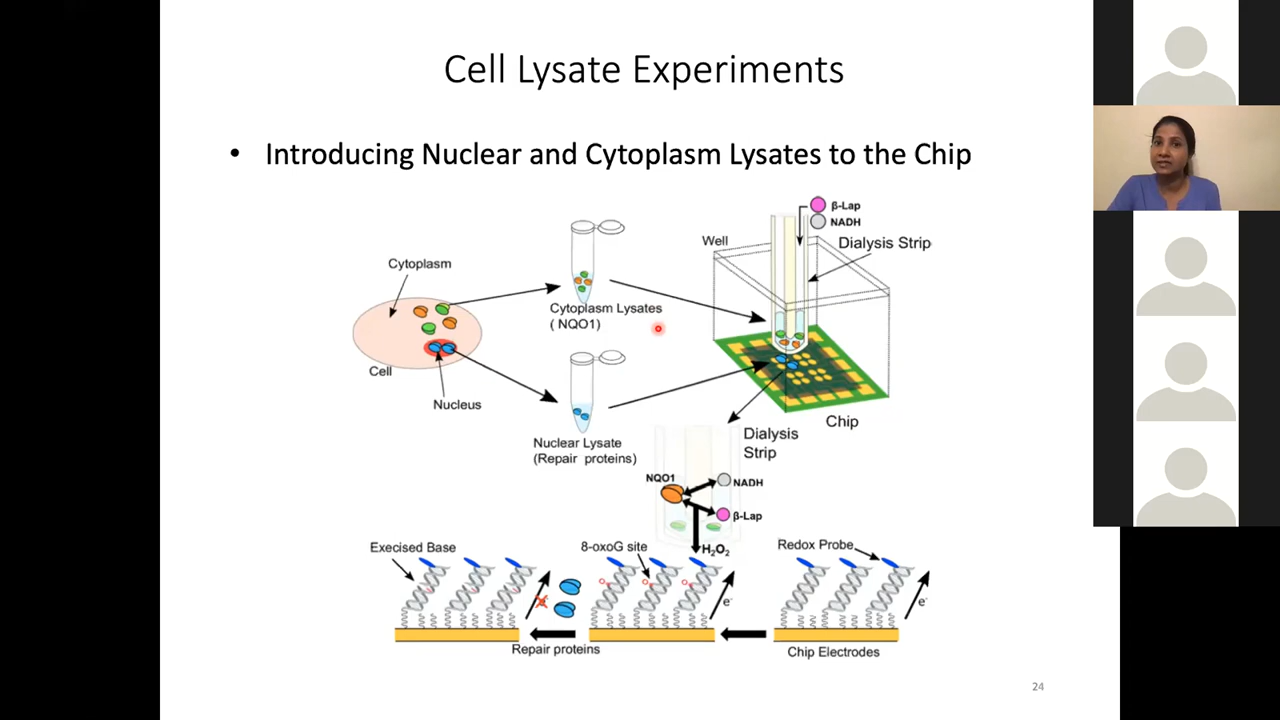 Cell Lysate Experiments
• Introducing Nuclear and Cytoplasm Lysates to the Chip
β-Lap
NADH
Well
Dialysis Strip
Cytoplasm
Cytoplasm Lysates
( NQO1)
Cell
Nucleus
Chip
Nuclear Lysate
(Repair proteins)
Dialysis
Strip
NQO1
NADH
β-Lap
H₂O₂
Execised Base
8-oxoG site
Redox Probe
e⁻
e⁻
Repair proteins
Chip Electrodes
24